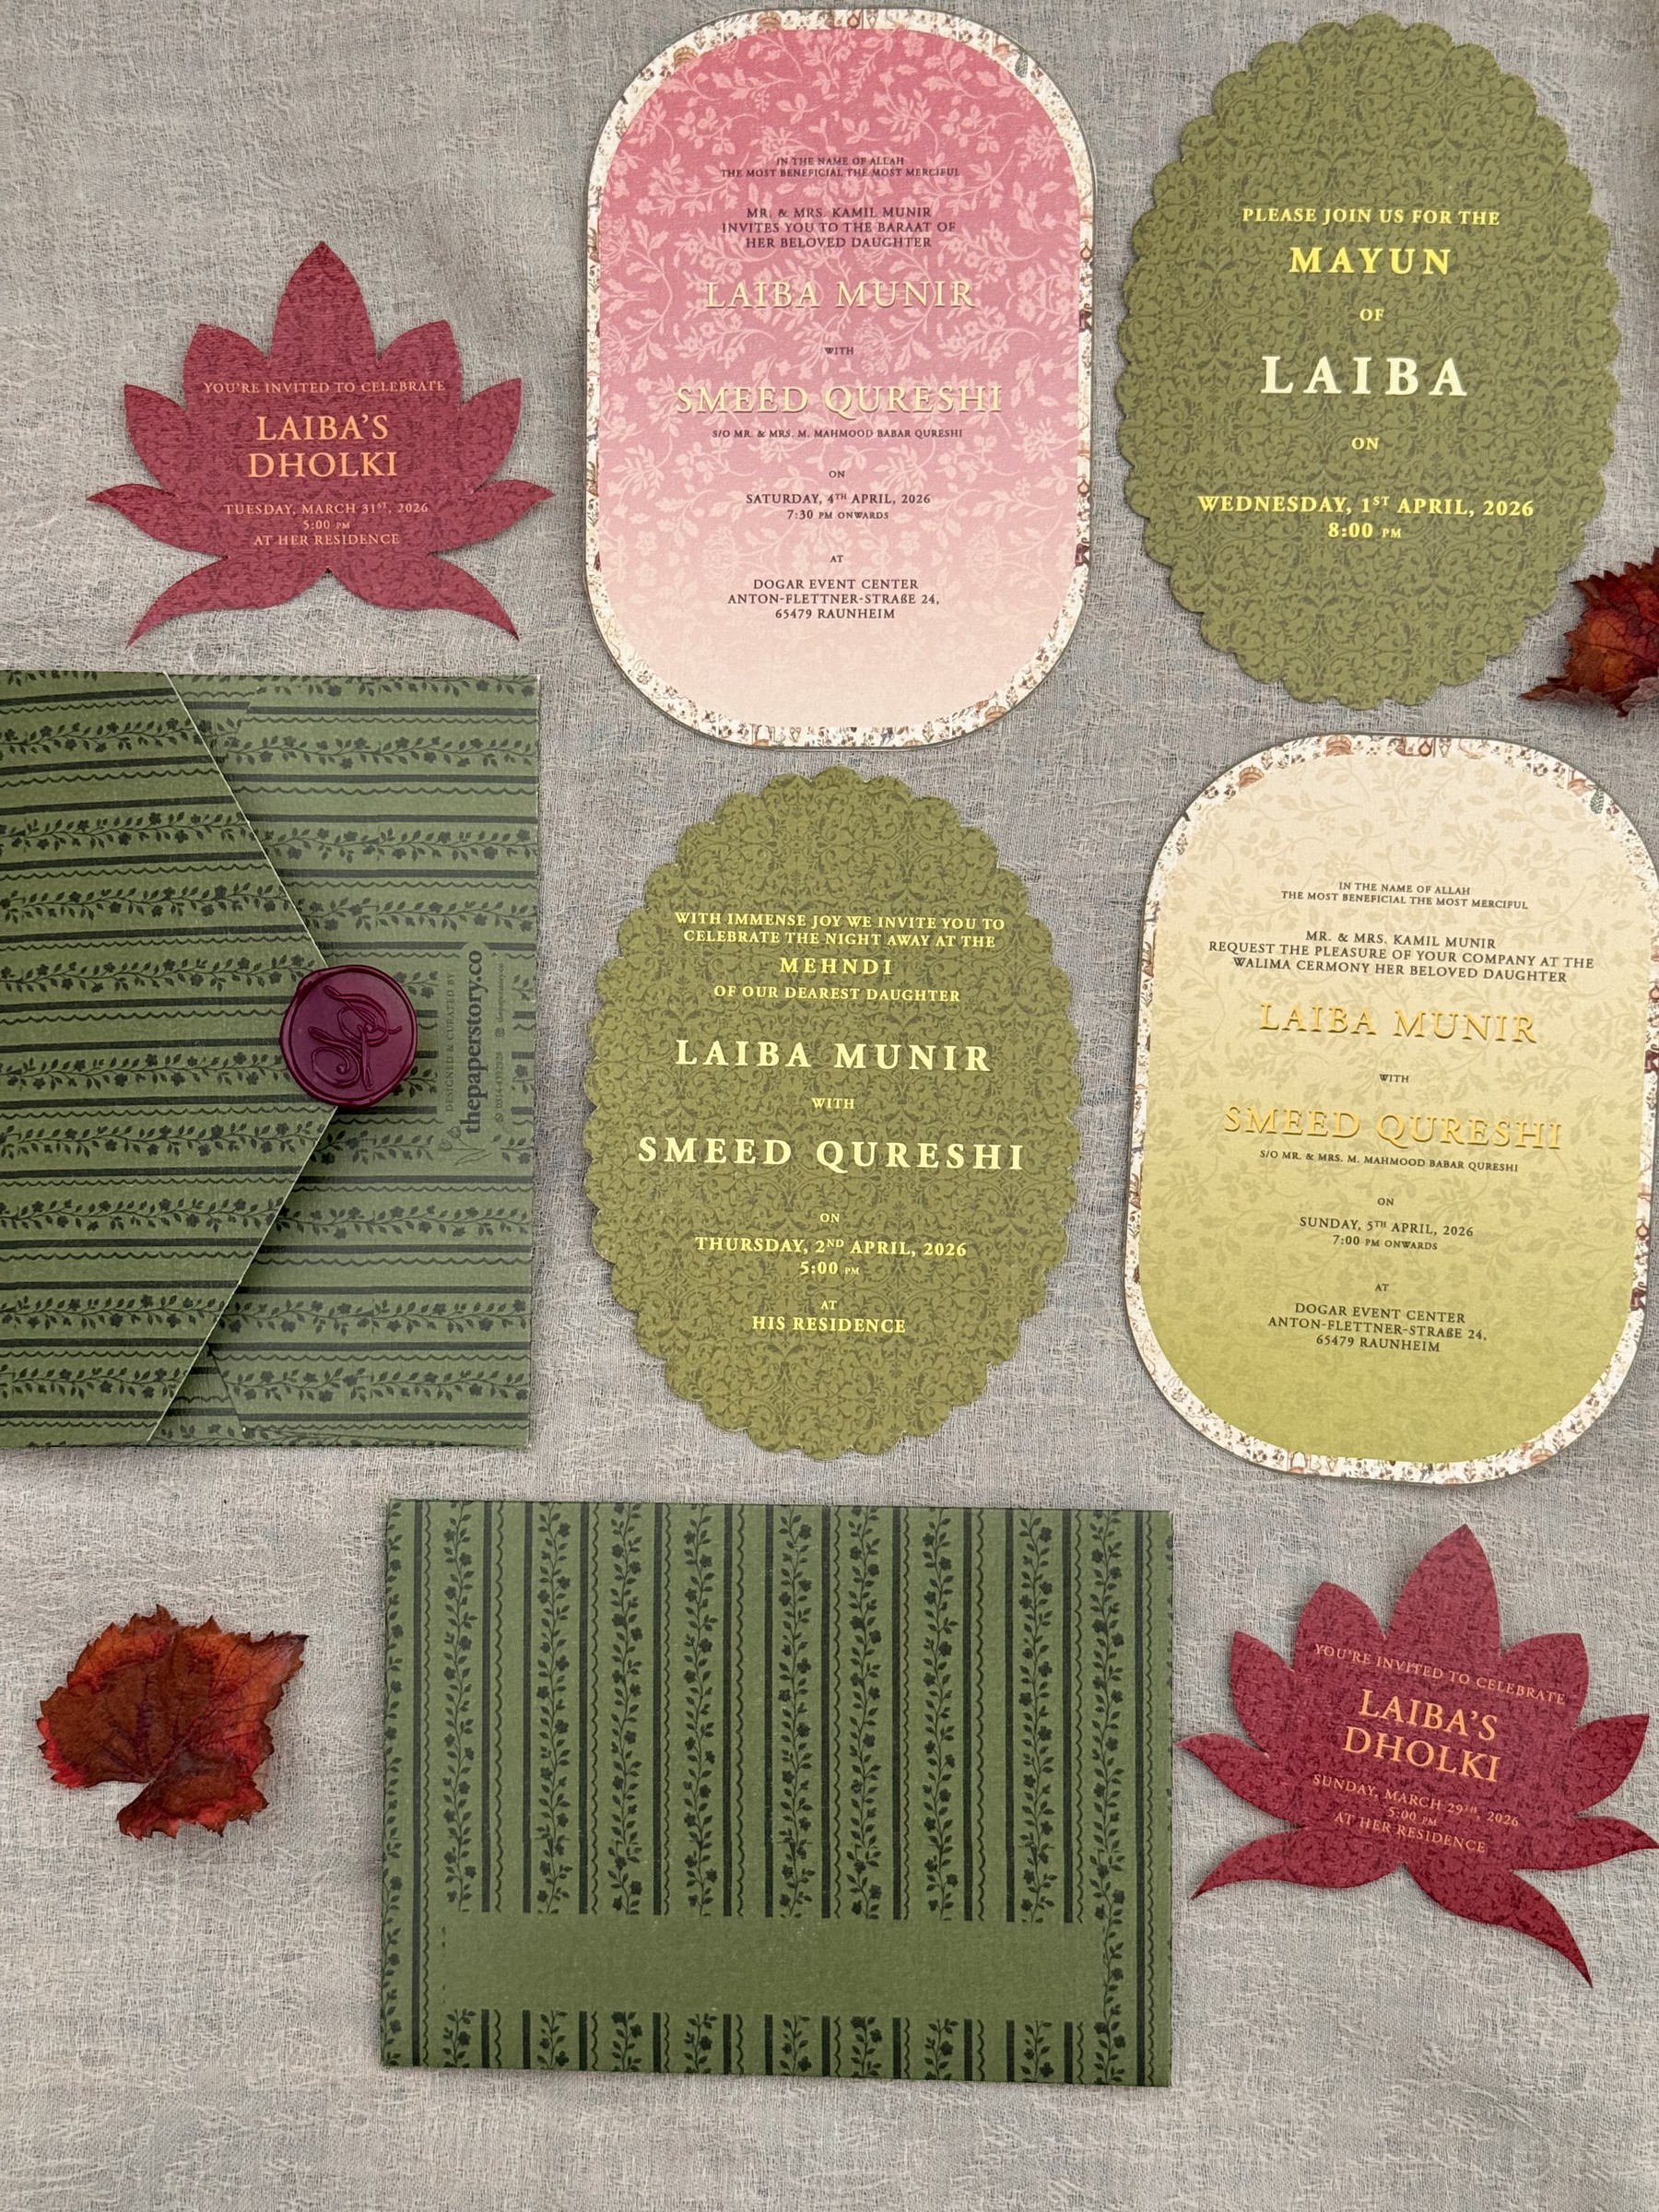 YOU'RE INVITED TO CELEBRATE
LAIBA'S
DHOLKI
TUESDAY, MARCH 31ST, 2026
5:00 PM
AT HER RESIDENCE
IN THE NAME OF ALLAH
THE MOST BENEFICIAL THE MOST MERCIFUL
MR. & MRS. KAMIL MUNIR
INVITES YOU TO THE BARAAT OF
HER BELOVED DAUGHTER
LAIBA MUNIR
WITH
SMEED QURESHI
S/O MR. & MRS. M. MAHMOOD BABAR QURESHI
ON
SATURDAY, 4TH APRIL, 2026
7:30 PM ONWARDS
AT
DOGAR EVENT CENTER
ANTON-FLETTNER-STRAßE 24,
65479 RAUNHEIM
PLEASE JOIN US FOR THE
MAYUN
OF
LAIBA
ON
WEDNESDAY, 1ST APRIL, 2026
8:00 PM
DESIGNED & CURATED BY
thepaperstory.co
WITH IMMENSE JOY WE INVITE YOU TO
CELEBRATE THE NIGHT AWAY AT THE
MEHNDI
OF OUR DEAREST DAUGHTER
LAIBA MUNIR
WITH
SMEED QURESHI
ON
THURSDAY, 2ND APRIL, 2026
5:00 PM
AT
HIS RESIDENCE
IN THE NAME OF ALLAH
THE MOST BENEFICIAL THE MOST MERCIFUL
MR. & MRS. KAMIL MUNIR
REQUEST THE PLEASURE OF YOUR COMPANY AT THE
WALIMA CERMONY HER BELOVED DAUGHTER
LAIBA MUNIR
WITH
SMEED QURESHI
S/O MR. & MRS. M. MAHMOOD BABAR QURESHI
ON
SUNDAY, 5TH APRIL, 2026
7:00 PM ONWARDS
AT
DOGAR EVENT CENTER
ANTON-FLETTNER-STRAßE 24,
65479 RAUNHEIM
YOU'RE INVITED TO CELEBRATE
LAIBA'S
DHOLKI
SUNDAY, MARCH 29TH, 2026
5:00 PM
AT HER RESIDENCE